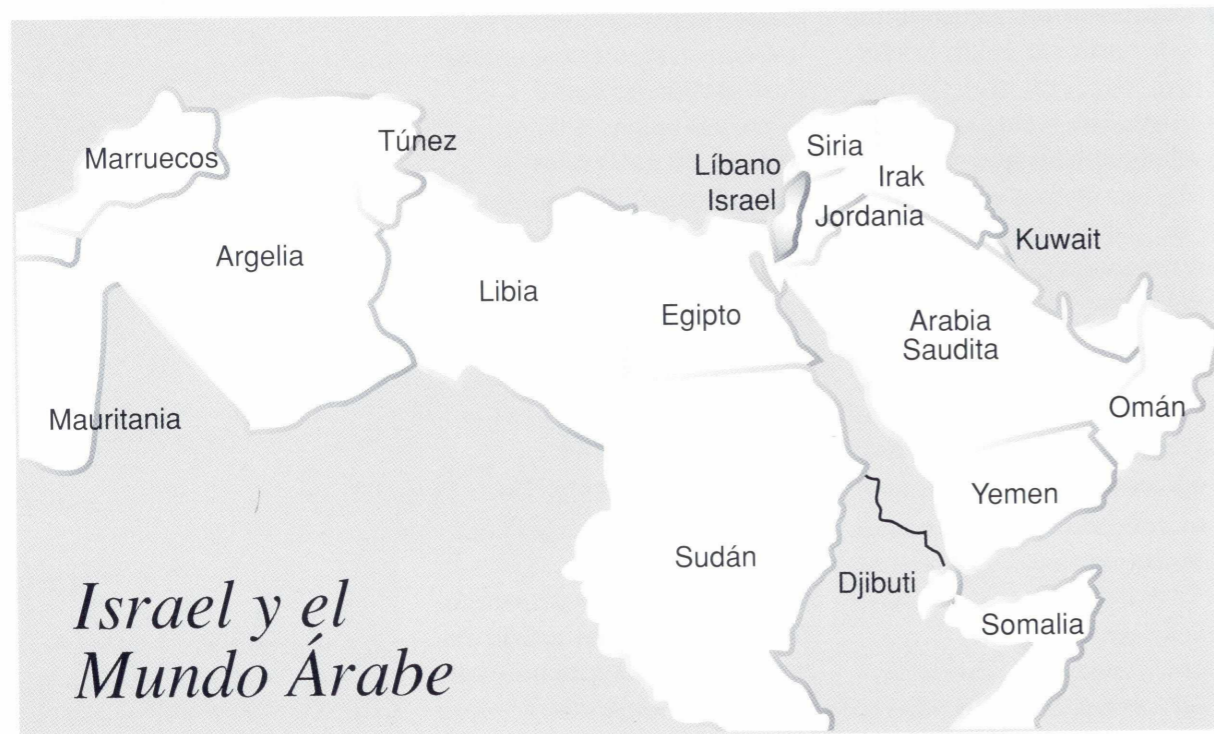 Marruecos
Túnez
Siria
Líbano
Israel
Irak
Jordania
Kuwait
Argelia
Libia
Egipto
Arabia
Saudita
Mauritania
Omán
Yemen
Sudán
Djibuti
Somalia
Israel y el
Mundo Árabe